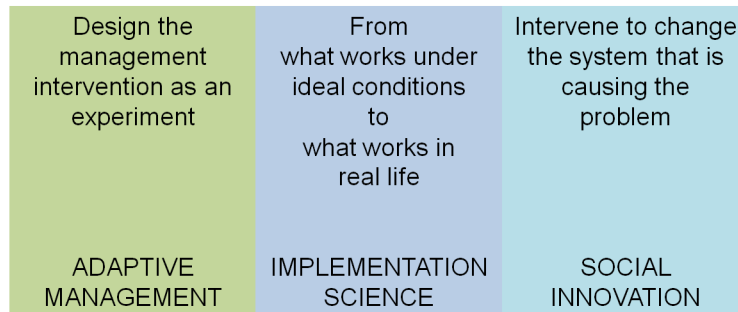 Design the
management
intervention as an
experiment
ADAPTIVE
MANAGEMENT
From
what works under
ideal conditions
to
what works in
real life
IMPLEMENTATION
SCIENCE
Intervene to change
the system that is
causing the
problem
SOCIAL
INNOVATION